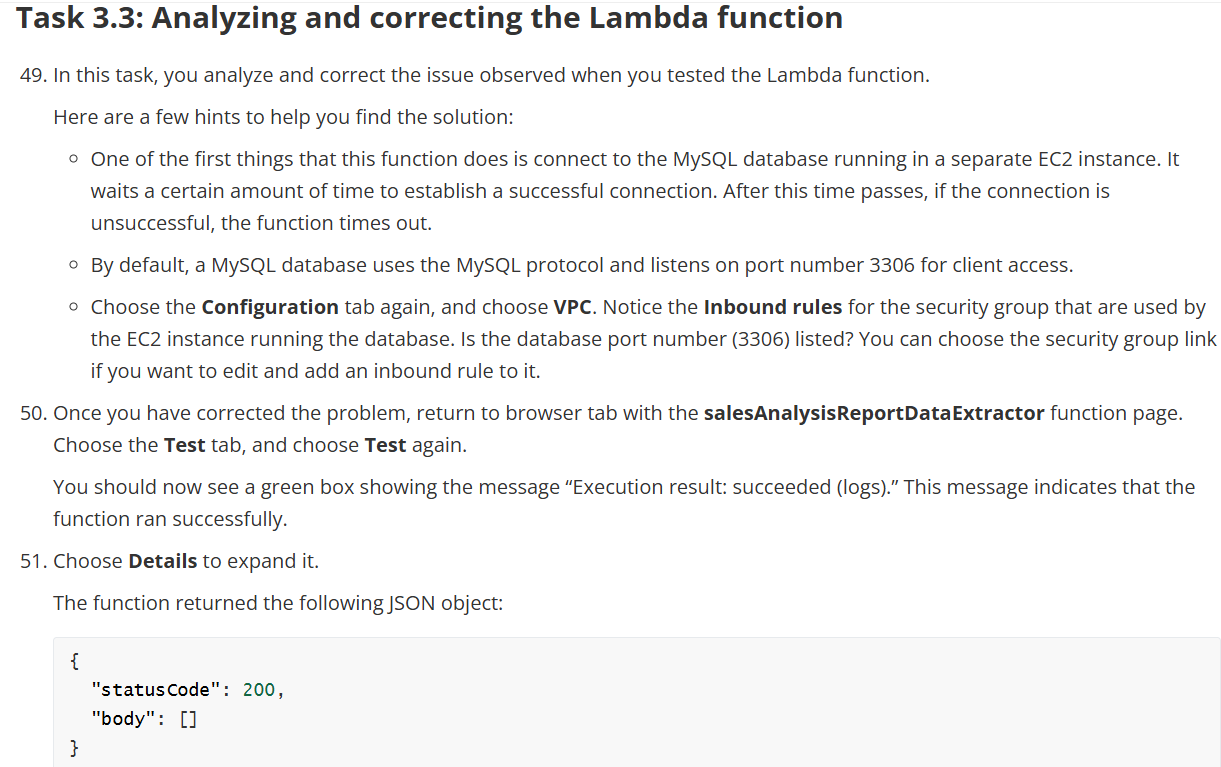 Task 3.3: Analyzing and correcting the Lambda function
49. In this task, you analyze and correct the issue observed when you tested the Lambda function.
Here are a few hints to help you find the solution:
One of the first things that this function does is connect to the MySQL database running in a separate EC2 instance. It
waits a certain amount of time to establish a successful connection. After this time passes, if the connection is
unsuccessful, the function times out.
By default, a MySQL database uses the MySQL protocol and listens on port number 3306 for client access.
Choose the Configuration tab again, and choose VPC. Notice the Inbound rules for the security group that are used by
the EC2 instance running the database. Is the database port number (3306) listed? You can choose the security group link
if you want to edit and add an inbound rule to it.
50. Once you have corrected the problem, return to browser tab with the salesAnalysisReportDataExtractor function page.
Choose the Test tab, and choose Test again.
You should now see a green box showing the message “Execution result: succeeded (logs).” This message indicates that the
function ran successfully.
51. Choose Details to expand it.
The function returned the following JSON object:
{
"statusCode": 200,
"body": []
}